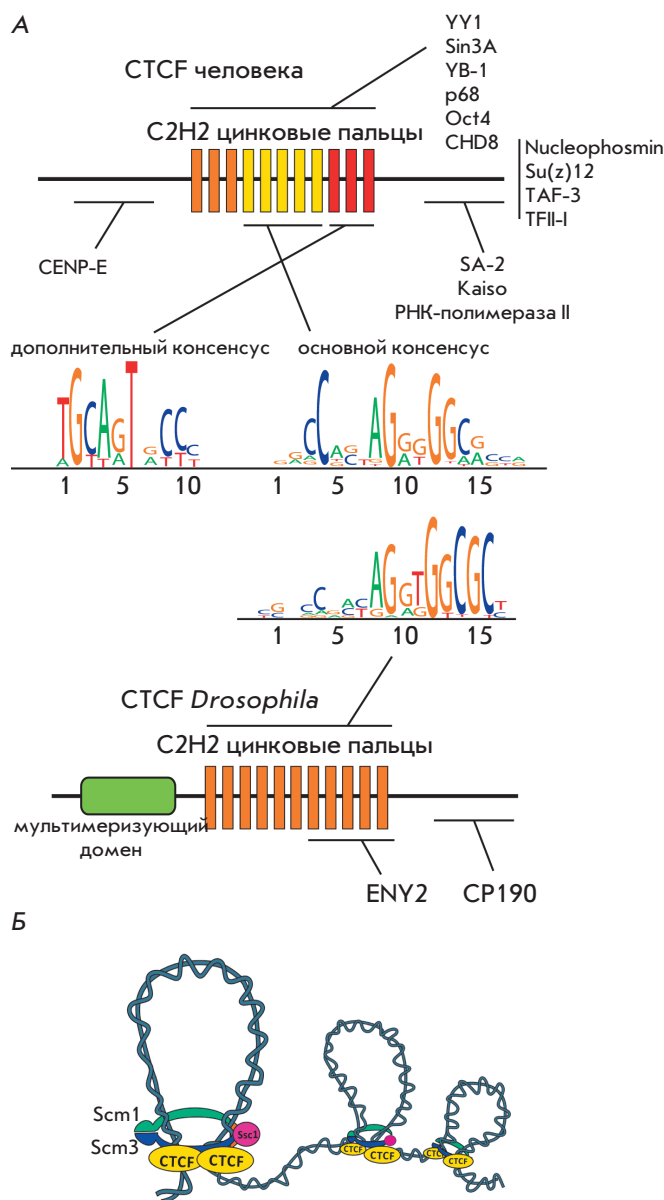 А
CTCF человека
C2H2 цинковые пальцы
YY1
Sin3A
YB-1
p68
Oct4
CHD8
Nucleophosmin
Su(z)12
TAF-3
TFII-I
CENP-E
SA-2
Kaiso
РНК-полимераза II
дополнительный консенсус
основной консенсус
1 5 10
1 5 10 15
1 5 10 15
CTCF Drosophila
C2H2 цинковые пальцы
мультимеризующий
домен
ENY2
CP190
Б
Scm1
Scm3
Ssc1
CTCF CTCF
CTCF CTCF
CTCF CTCF